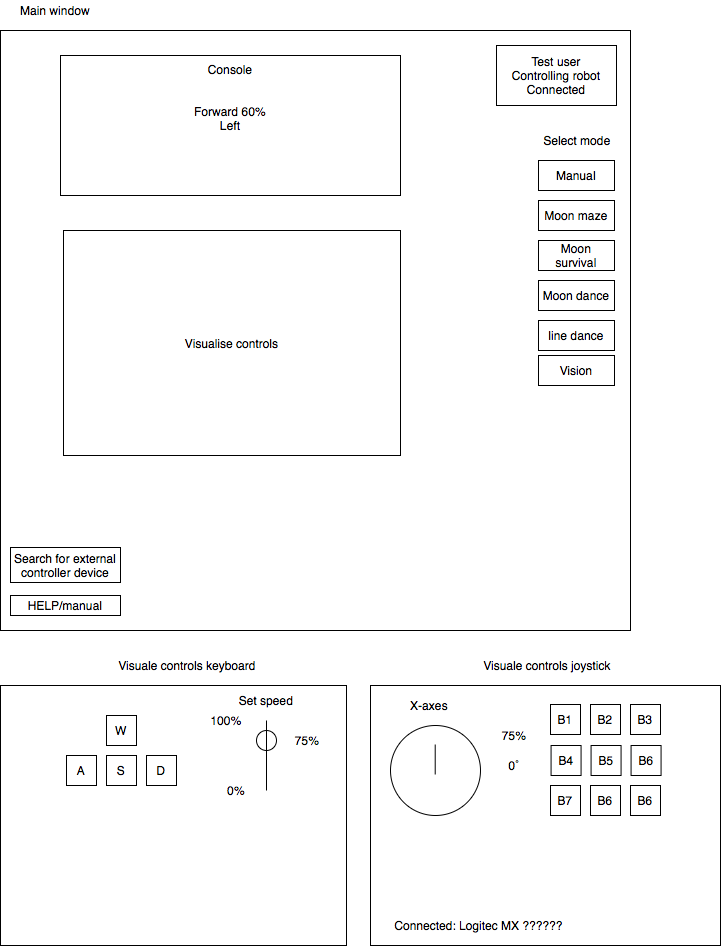 Main window
Console
Forward 60%
Left
Test user
Controlling robot
Connected
Select mode
Manual
Moon maze
Moon
survival
Moon dance
line dance
Vision
Visualise controls
Search for external
controller device
HELP/manual
Visuale controls keyboard
W
A S D
Set speed
100%
75%
0%
Visuale controls joystick
X-axes
75%
0°
B1 B2 B3
B4 B5 B6
B7 B6 B6
Connected: Logitec MX ??????